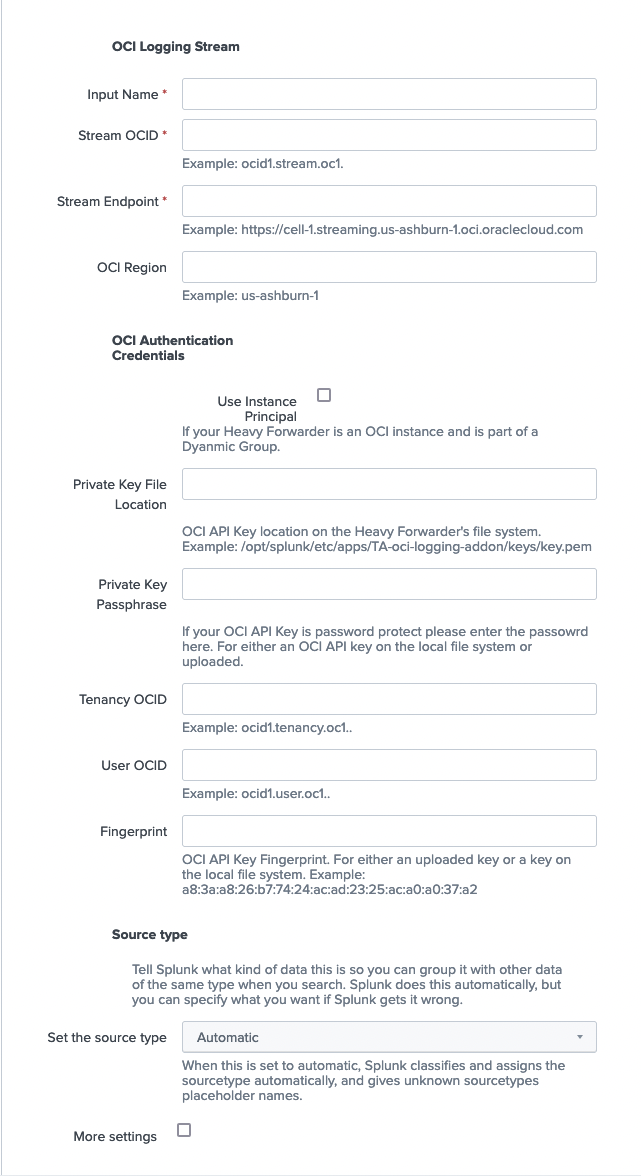 OCI Logging Stream
Input Name *
Stream OCID *
Example: ocid1.stream.oc1.
Stream Endpoint *
Example: https://cell-1.streaming.us-ashburn-1.oci.oraclecloud.com
OCI Region
Example: us-ashburn-1
OCI Authentication
Credentials
Use Instance
Principal
If your Heavy Forwarder is an OCI instance and is part of a
Dyanmic Group.
Private Key File
Location
OCI API Key location on the Heavy Forwarder's file system.
Example: /opt/splunk/etc/apps/TA-oci-logging-addon/keys/key.pem
Private Key
Passphrase
If your OCI API Key is password protect please enter the passowrd
here. For either an OCI API key on the local file system or
uploaded.
Tenancy OCID
Example: ocid1.tenancy.oc1..
User OCID
Example: ocid1.user.oc1..
Fingerprint
OCI API Key Fingerprint. For either an uploaded key or a key on
the local file system. Example:
a8:3a:a8:26:b7:74:24:ac:ad:23:25:ac:a0:a0:37:a2
Source type
Tell Splunk what kind of data this is so you can group it with other data
of the same type when you search. Splunk does this automatically, but
you can specify what you want if Splunk gets it wrong.
Set the source type
Automatic
When this is set to automatic, Splunk classifies and assigns the
sourcetype automatically, and gives unknown sourcetypes
placeholder names.
More settings